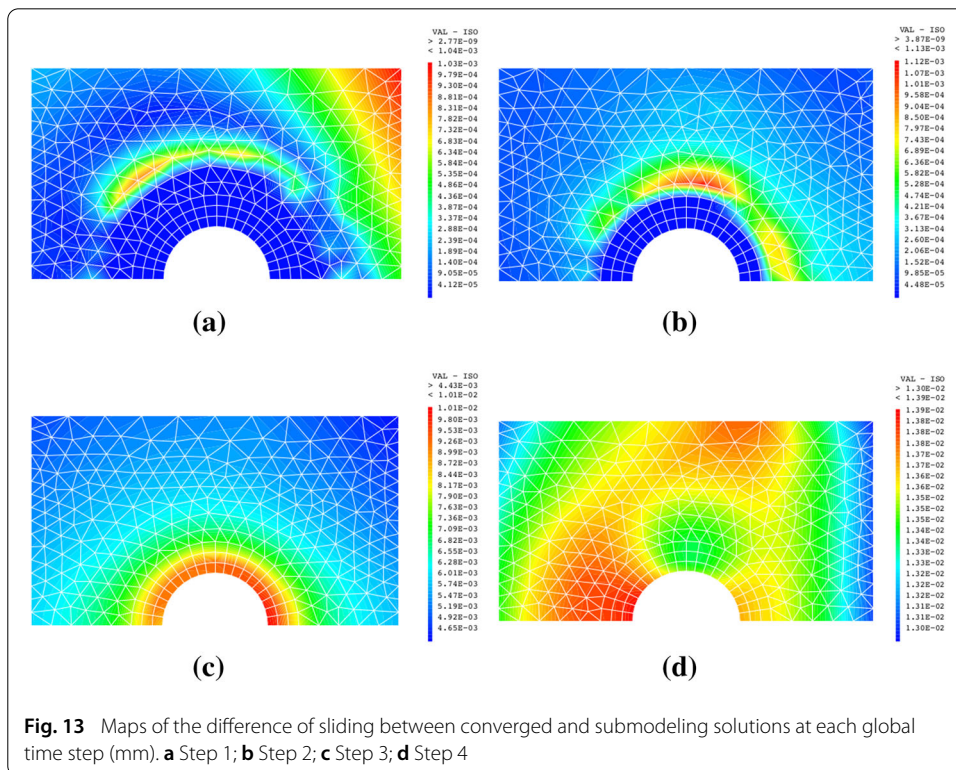 VAL - ISO
> 2.77E-09
< 1.04E-03
1.03E-03
9.79E-04
9.30E-04
8.81E-04
8.31E-04
7.82E-04
7.32E-04
6.83E-04
6.34E-04
5.84E-04
5.35E-04
4.86E-04
4.36E-04
3.87E-04
3.37E-04
2.88E-04
2.39E-04
1.89E-04
1.40E-04
9.05E-05
4.12E-05
(a)
VAL - ISO
> 3.87E-09
< 1.13E-03
1.12E-03
1.07E-03
1.01E-03
9.58E-04
9.04E-04
8.50E-04
7.97E-04
7.43E-04
6.89E-04
6.36E-04
5.82E-04
5.28E-04
4.74E-04
4.21E-04
3.67E-04
3.13E-04
2.60E-04
2.06E-04
1.52E-04
9.85E-05
4.48E-05
(b)
VAL - ISO
> 4.43E-03
< 1.01E-02
1.01E-02
9.80E-03
9.53E-03
9.26E-03
8.99E-03
8.72E-03
8.44E-03
8.17E-03
7.90E-03
7.63E-03
7.36E-03
7.09E-03
6.82E-03
6.55E-03
6.28E-03
6.01E-03
5.74E-03
5.47E-03
5.19E-03
4.92E-03
4.65E-03
(c)
VAL - ISO
> 1.30E-02
< 1.39E-02
1.39E-02
1.38E-02
1.38E-02
1.38E-02
1.37E-02
1.37E-02
1.36E-02
1.36E-02
1.35E-02
1.35E-02
1.35E-02
1.34E-02
1.34E-02
1.33E-02
1.33E-02
1.32E-02
1.32E-02
1.32E-02
1.31E-02
1.31E-02
1.30E-02
(d)
Fig. 13 Maps of the difference of sliding between converged and submodeling solutions at each global
time step (mm). a Step 1; b Step 2; c Step 3; d Step 4